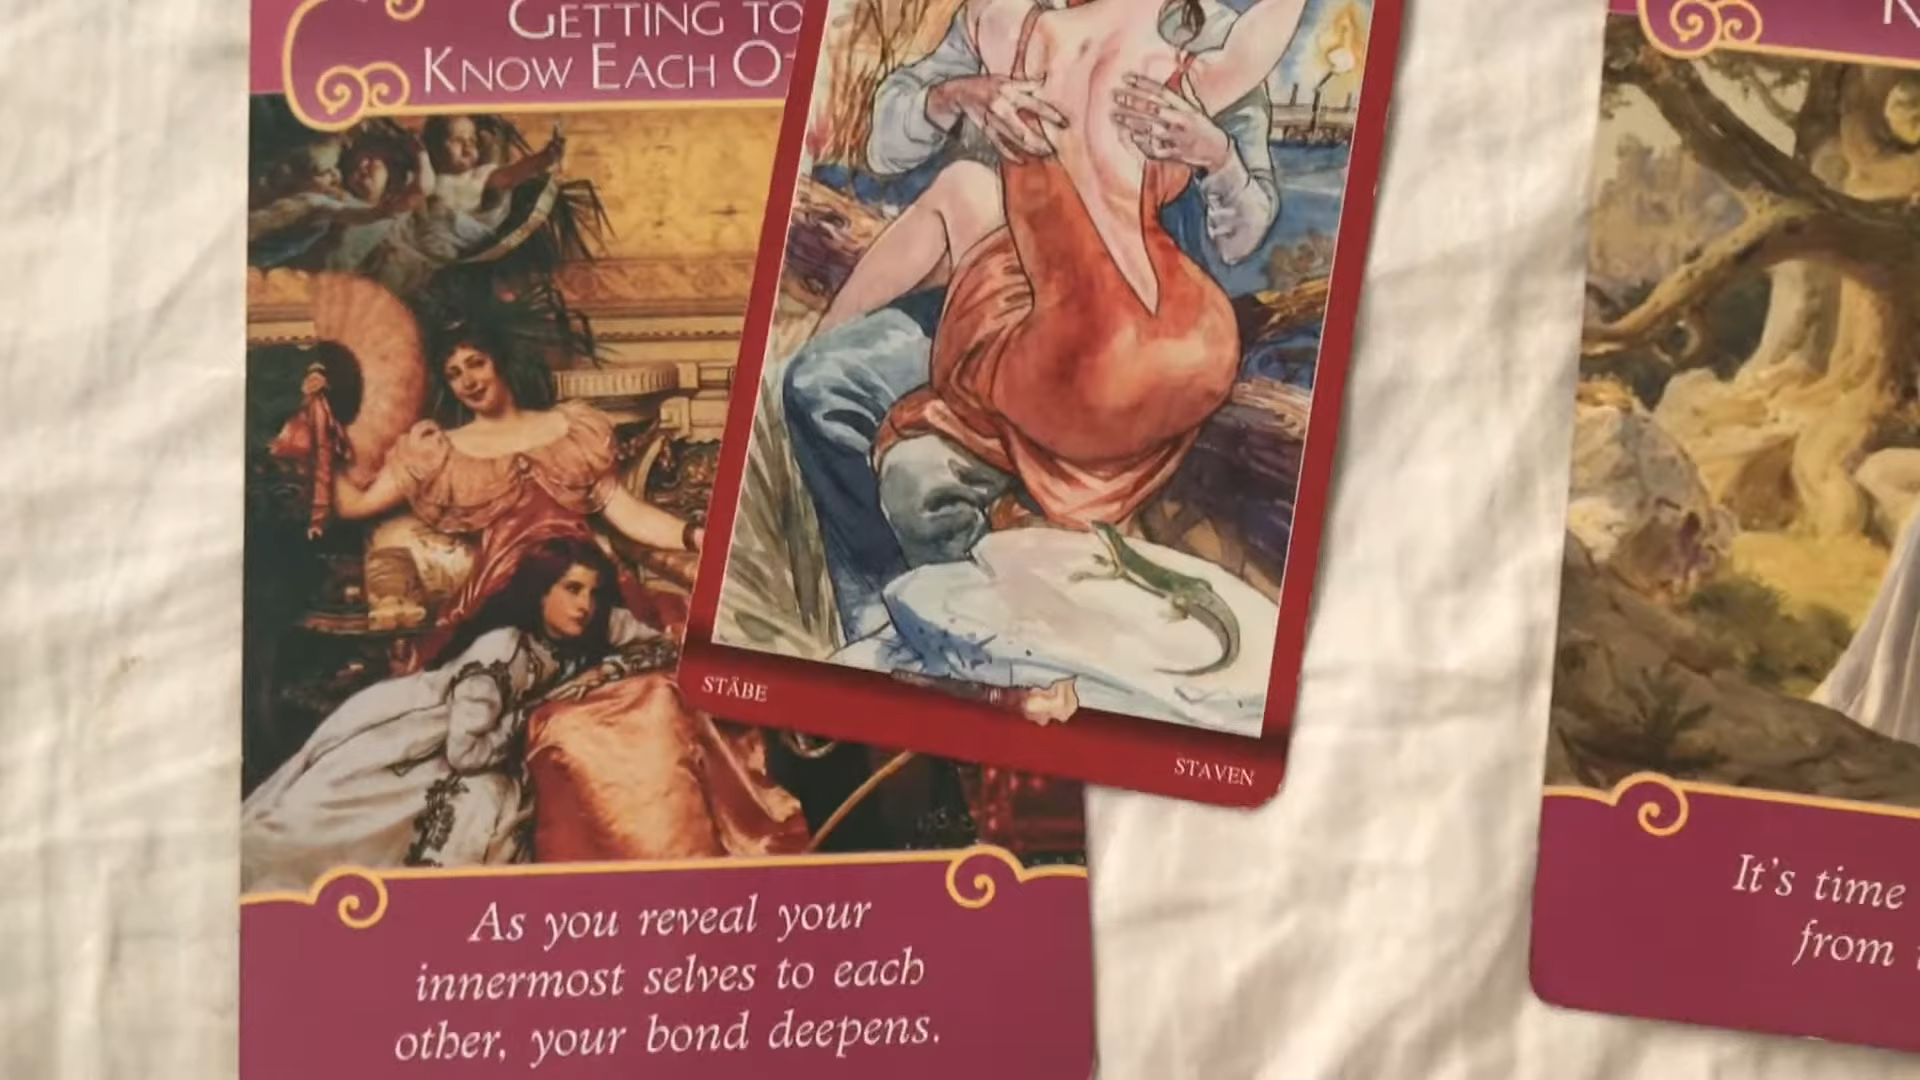 GETTING TO
KNOW EACH
As you reveal your
innermost selves to each
other, your bond deepens.
STÄBE
STAVEN
It's time
from